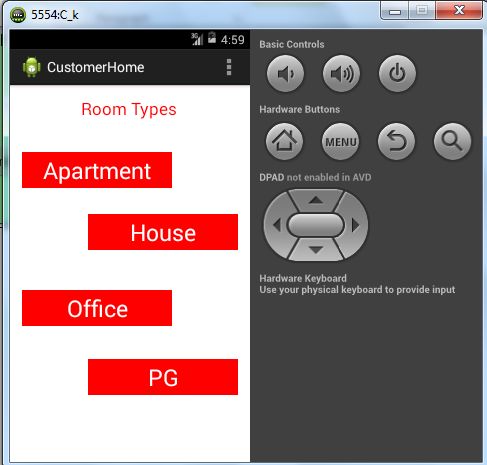 5554:C_k
3G 4:59
CustomerHome
Room Types
Apartment
House
Office
PG
Basic Controls
Hardware Buttons
MENU
DPAD not enabled in AVD
Hardware Keyboard
Use your physical keyboard to provide input